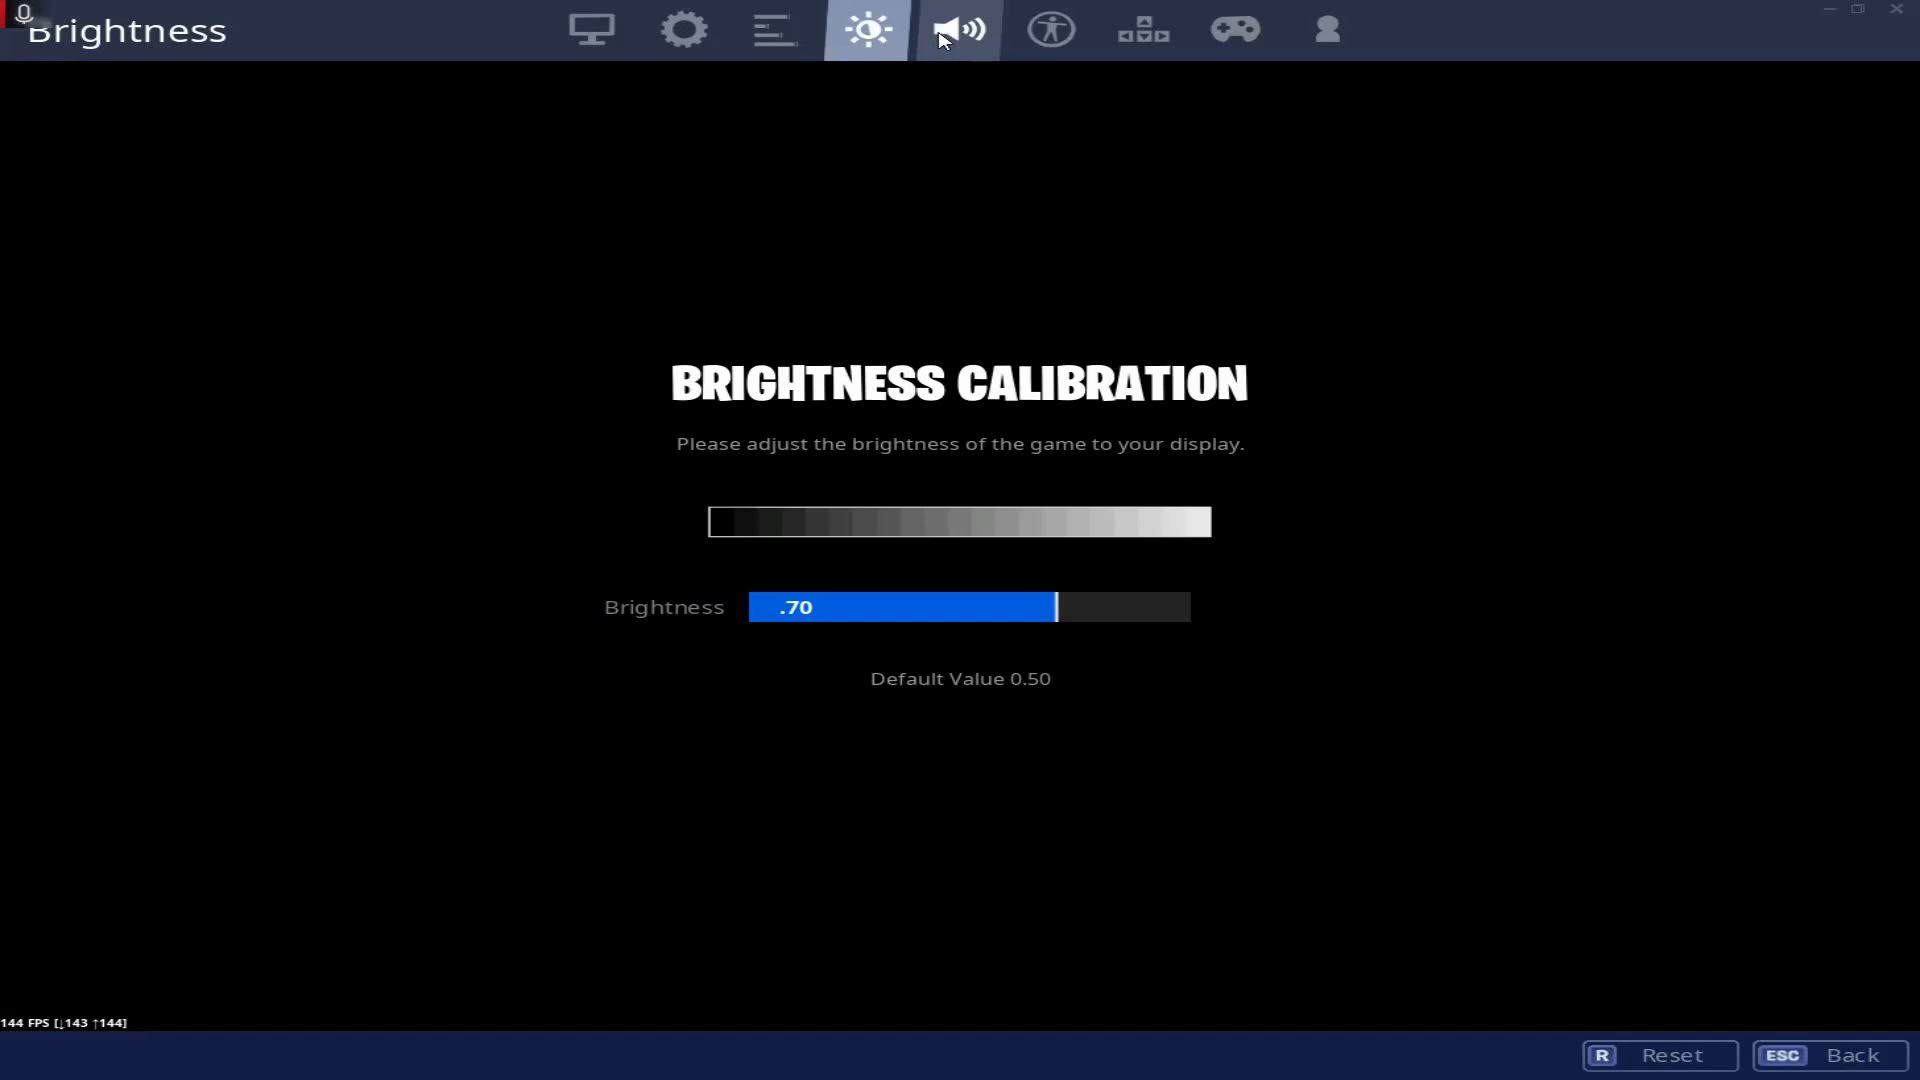 Brightness
BRIGHTNESS CALIBRATION
Please adjust the brightness of the game to your display.
Brightness .70
Default Value 0.50
144 FPS [↓143 ↑144]
R Reset ESC Back